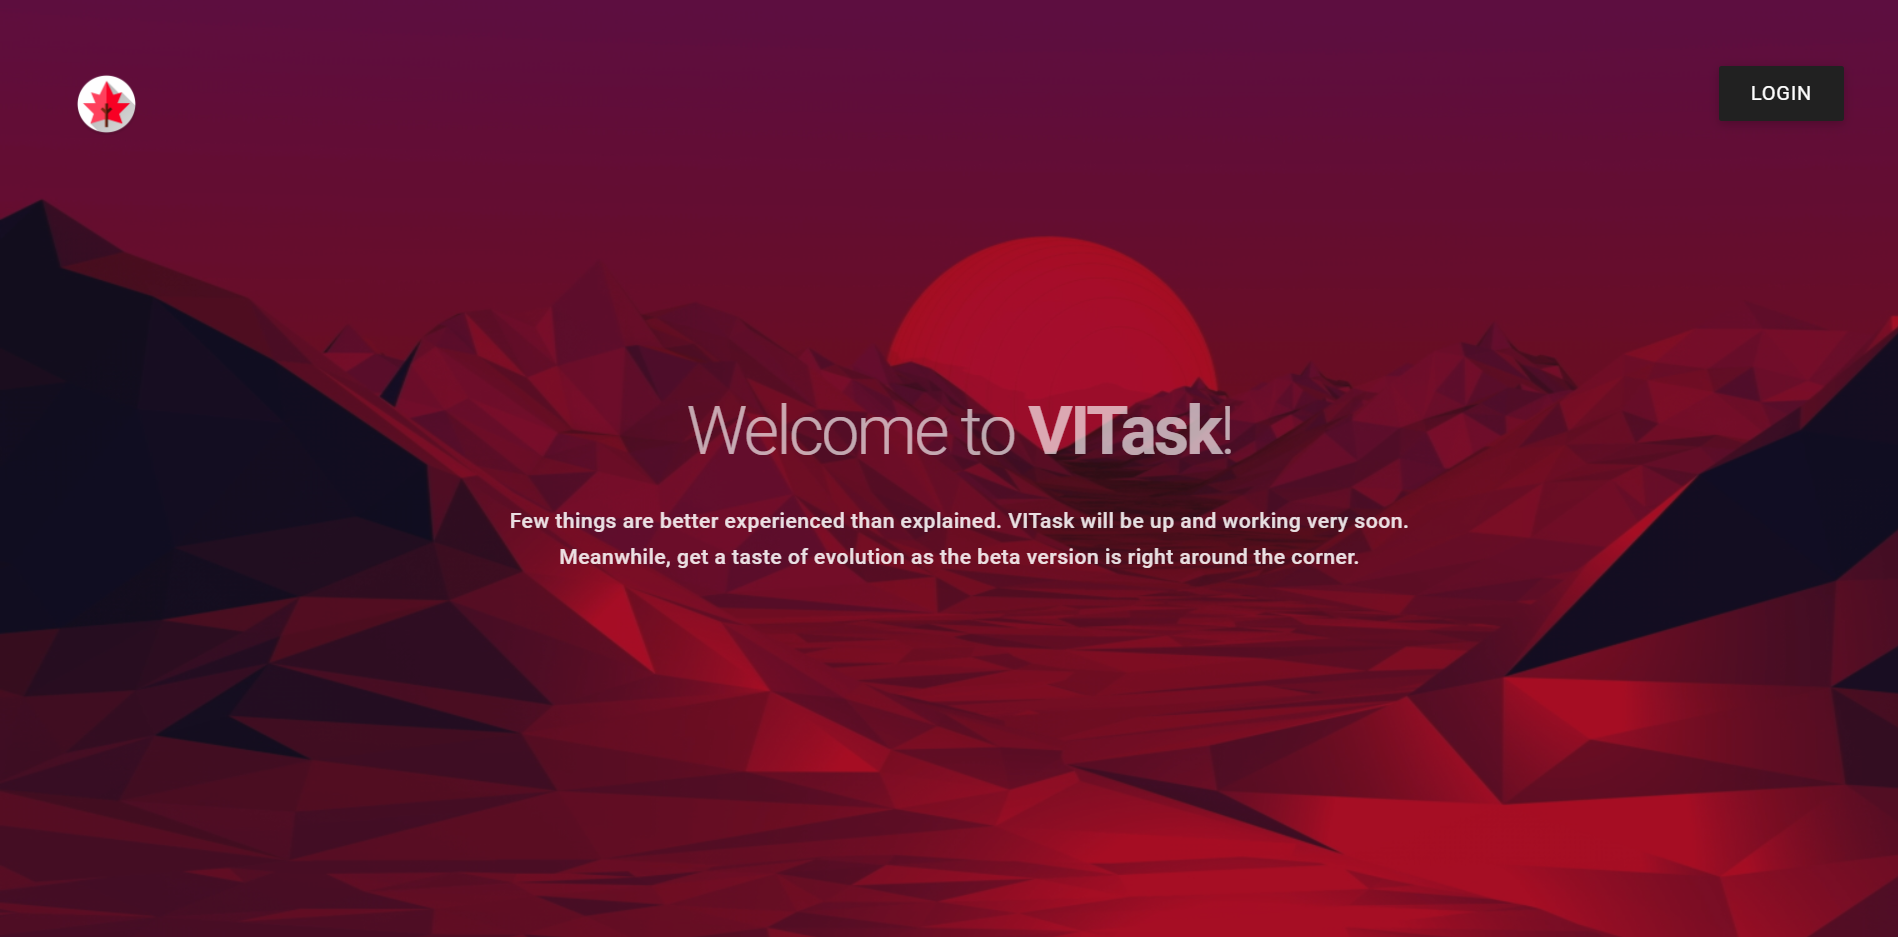 LOGIN
Welcome to VITask!
Few things are better experienced than explained. VITask will be up and working very soon.
Meanwhile, get a taste of evolution as the beta version is right around the corner.